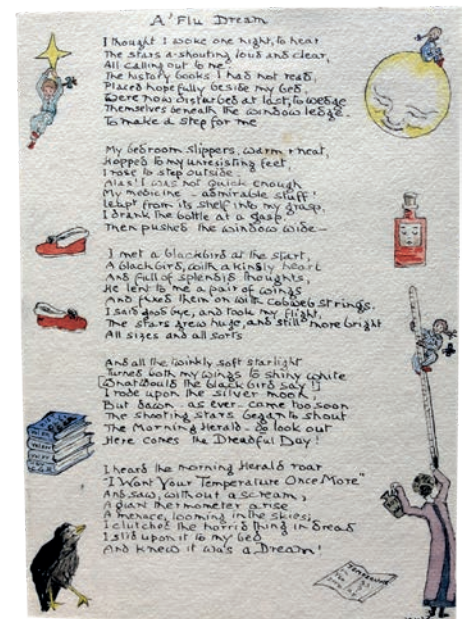 A 'Flu Dream
I thought I woke one night, to hear
The stars a-shouting loud and clear,
All calling out to me.
The history books I had not read,
Placed hopefully beside my bed,
Were now disturbed at last, to wedge
Themselves beneath the window ledge.
To make a step for me
My bedroom slippers, warm & neat,
Hopped to my unresisting feet,
I rose to step outside.
Alas! I was not quick enough
My medicine - admirable stuff!
Leapt from its shelf into my grasp,
I drank the bottle at a gasp,
Then pushed the window wide -
I met a blackbird at the start,
A blackbird, with a kindly heart
And full of splendid thoughts,
He lent to me a pair of wings
And fixed them on with cobweb strings.
I said good bye, and took my flight,
The stars grew huge, and still more bright
All sizes and all sorts
And all the twinkly soft starlight
Turned both my wings to shiny white
[What would the blackbird say!]
I rode upon the silver moon,
But dawn - as ever - came too soon
The shooting stars began to shout
The Morning Herald - so look out
Here comes the Dreadful Day!
I heard the morning Herald roar
"I Want Your Temperature Once More"
And saw, without a scream,
A giant thermometer arise
A menace, looming in the skies;
I clutched the horrid thing in dread
I slid upon it to my bed
And knew it was a Dream!